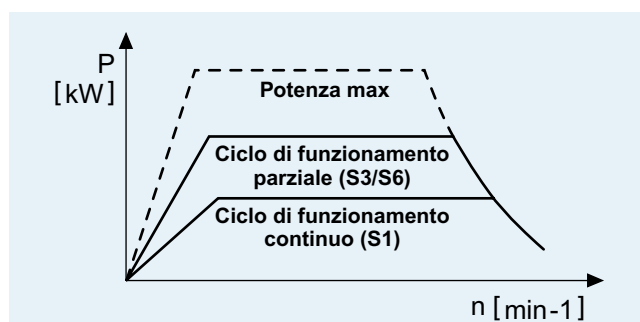 P
[kW]
Potenza max
Ciclo di funzionamento
parziale (S3/S6)
Ciclo di funzionamento
continuo (S1)
n [min-1]